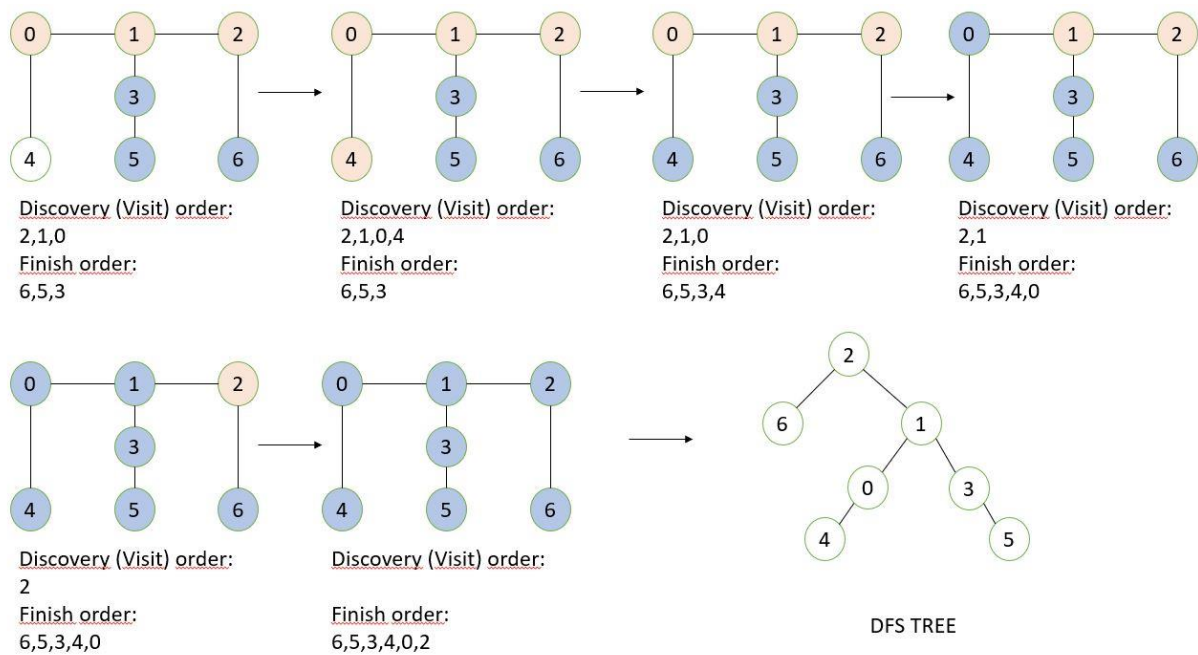 0 1 2
3
4 5 6
Discovery (Visit) order:
2,1,0
Finish order:
6,5,3
0 1 2
3
4 5 6
Discovery (Visit) order:
2,1,0,4
Finish order:
6,5,3
0 1 2
3
4 5 6
Discovery (Visit) order:
2,1,0
Finish order:
6,5,3,4
0 1 2
3
4 5 6
Discovery (Visit) order:
2,1
Finish order:
6,5,3,4,0
0 1 2
3
4 5 6
Discovery (Visit) order:
2
Finish order:
6,5,3,4,0
0 1 2
3
4 5 6
Discovery (Visit) order:
Finish order:
6,5,3,4,0,2
2
6 1
0 3
4 5
DFS TREE